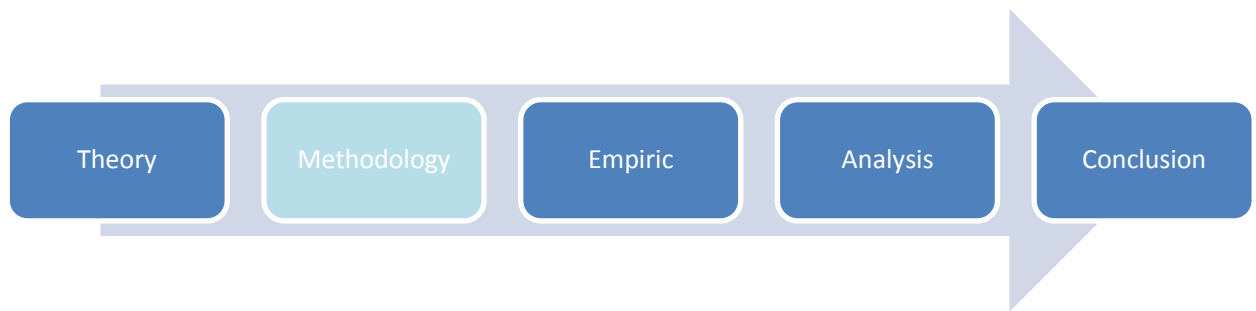 Theory
Methodology
Empiric
Analysis
Conclusion